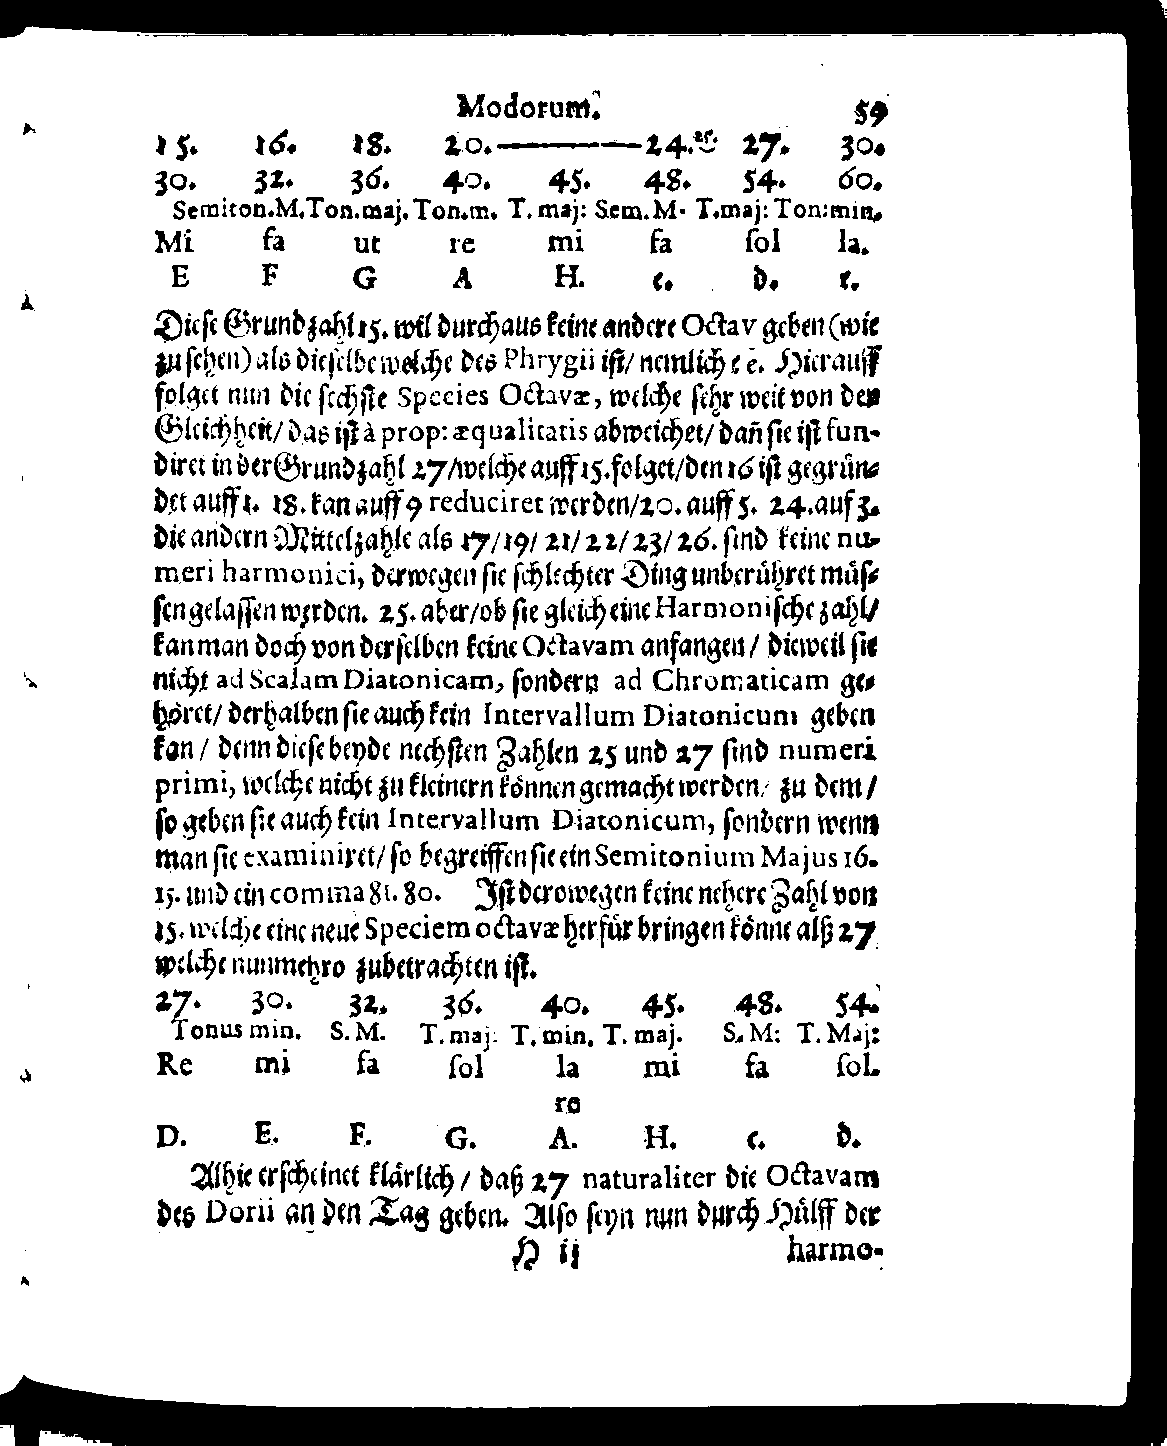 Modorum. 59
15. 16. 18. 20. ——— 24. 25. 27. 30.
30. 32. 36. 40. 45. 48. 54. 60.
Semiton.M. Ton.maj. Ton.m. T. maj: Sem.M. T.maj: Ton:min.
Mi fa ut re mi fa sol la.
E F G A H. c. d. e.
Diese Grundzahl 15. wil durchaus keine andere Octav geben (wie
zu sehen) als dieselbe welche des Phrygii ist/ nemlich e ē. Hierauff
folget nun die sechste Species Octavæ, welche sehr weit von der
Gleichheit/ das ist à prop: æqualitatis abweichet/ dañ sie ist fun-
diret in der Grundzahl 27/ welche auff 15. folget/ den 16 ist gegrün-
det auff 1. 18. kan auff 9 reduciret werden/ 20. auff 5. 24. auf 3.
die andern Mittelzahle als 17/ 19/ 21/ 22/ 23/ 26. sind keine nu-
meri harmonici, derwegen sie schlechter Ding unberühret müs-
sen gelassen werden. 25. aber/ ob sie gleich eine Harmonische zahl/
kan man doch von derselben keine Octavam anfangen/ dieweil sie
nicht ad Scalam Diatonicam, sondern ad Chromaticam ge-
höret/ derhalben sie auch kein Intervallum Diatonicum geben
kan/ denn diese beyde nechsten Zahlen 25 und 27 sind numeri
primi, welche nicht zu kleinern können gemacht werden/ zu dem/
so geben sie auch kein Intervallum Diatonicum, sondern wenn
man sie examiniret/ so begreiffen sie ein Semitonium Majus 16.
15. und ein comma 81. 80. Ist derowegen keine nehere Zahl von
15. welche eine neue Speciem octavæ herfür bringen könne alß 27
welche nunmehro zubetrachten ist.
27. 30. 32. 36. 40. 45. 48. 54.
Tonus min. S. M. T. maj. T. min. T. maj. S. M: T. Maj:
Re mi fa sol la mi fa sol.
re
D. E. F. G. A. H. c. d.
Alhie erscheinet klärlich/ daß 27 naturaliter die Octavam
des Dorii an den Tag geben. Also seyn nun durch Hülff der
H ij harmo-